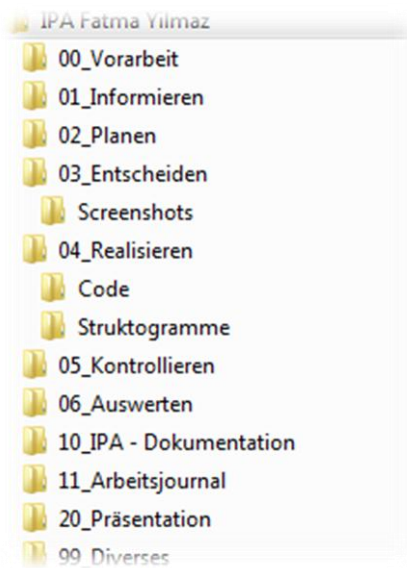 IPA Fatma Yilmaz
00_Vorarbeit
01_Informieren
02_Planen
03_Entscheiden
Screenshots
04_Realisieren
Code
Struktogramme
05_Kontrollieren
06_Auswerten
10_IPA - Dokumentation
11_Arbeitsjournal
20_Präsentation
99_Diverses